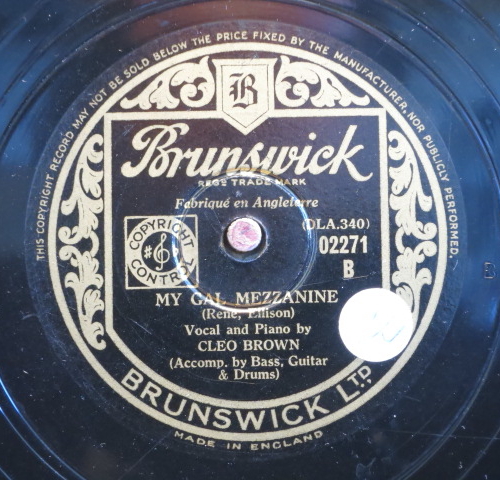 THIS COPYRIGHT RECORD MAY NOT BE SOLD BELOW THE PRICE FIXED BY THE MANUFACTURER, NOR PUBLICLY PERFORMED.
B
Brunswick
REGD TRADE MARK
Fabriqué en Angleterre
COPYRIGHT
CONTROL
(DLA.340)
02271
B
MY GAL MEZZANINE
(Rene, Ellison)
Vocal and Piano by
CLEO BROWN
(Accomp. by Bass, Guitar
& Drums)
BRUNSWICK LTD.
MADE IN ENGLAND